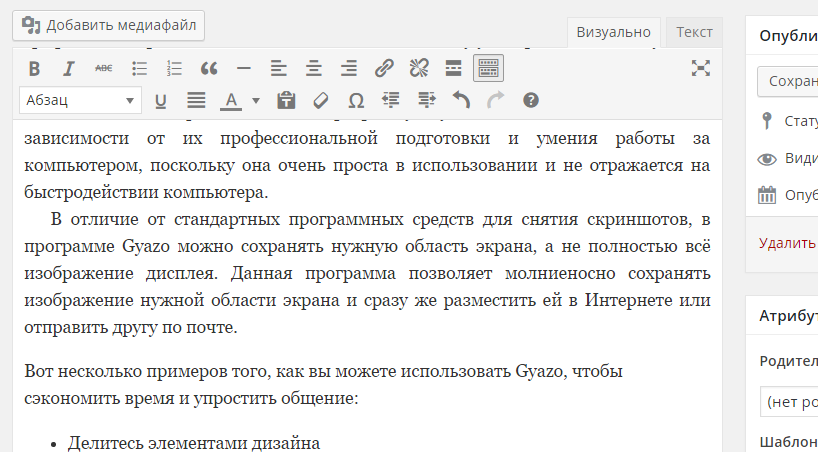 Добавить медиафайл
Визуально
Текст
B I ABC
Абзац
U A Ω ?
зависимости от их профессиональной подготовки и умения работы за
компьютером, поскольку она очень проста в использовании и не отражается на
быстродействии компьютера.
В отличие от стандартных программных средств для снятия скриншотов, в
программе Gyazo можно сохранять нужную область экрана, а не полностью всё
изображение дисплея. Данная программа позволяет молниеносно сохранять
изображение нужной области экрана и сразу же разместить ей в Интернете или
отправить другу по почте.
Вот несколько примеров того, как вы можете использовать Gyazo, чтобы
сэкономить время и упростить общение:
• Делитесь элементами дизайна
Опубли
Сохран
Стату
Види
Опуб
Удалить
Атрибут
Родител
(нет ро
Шаблон